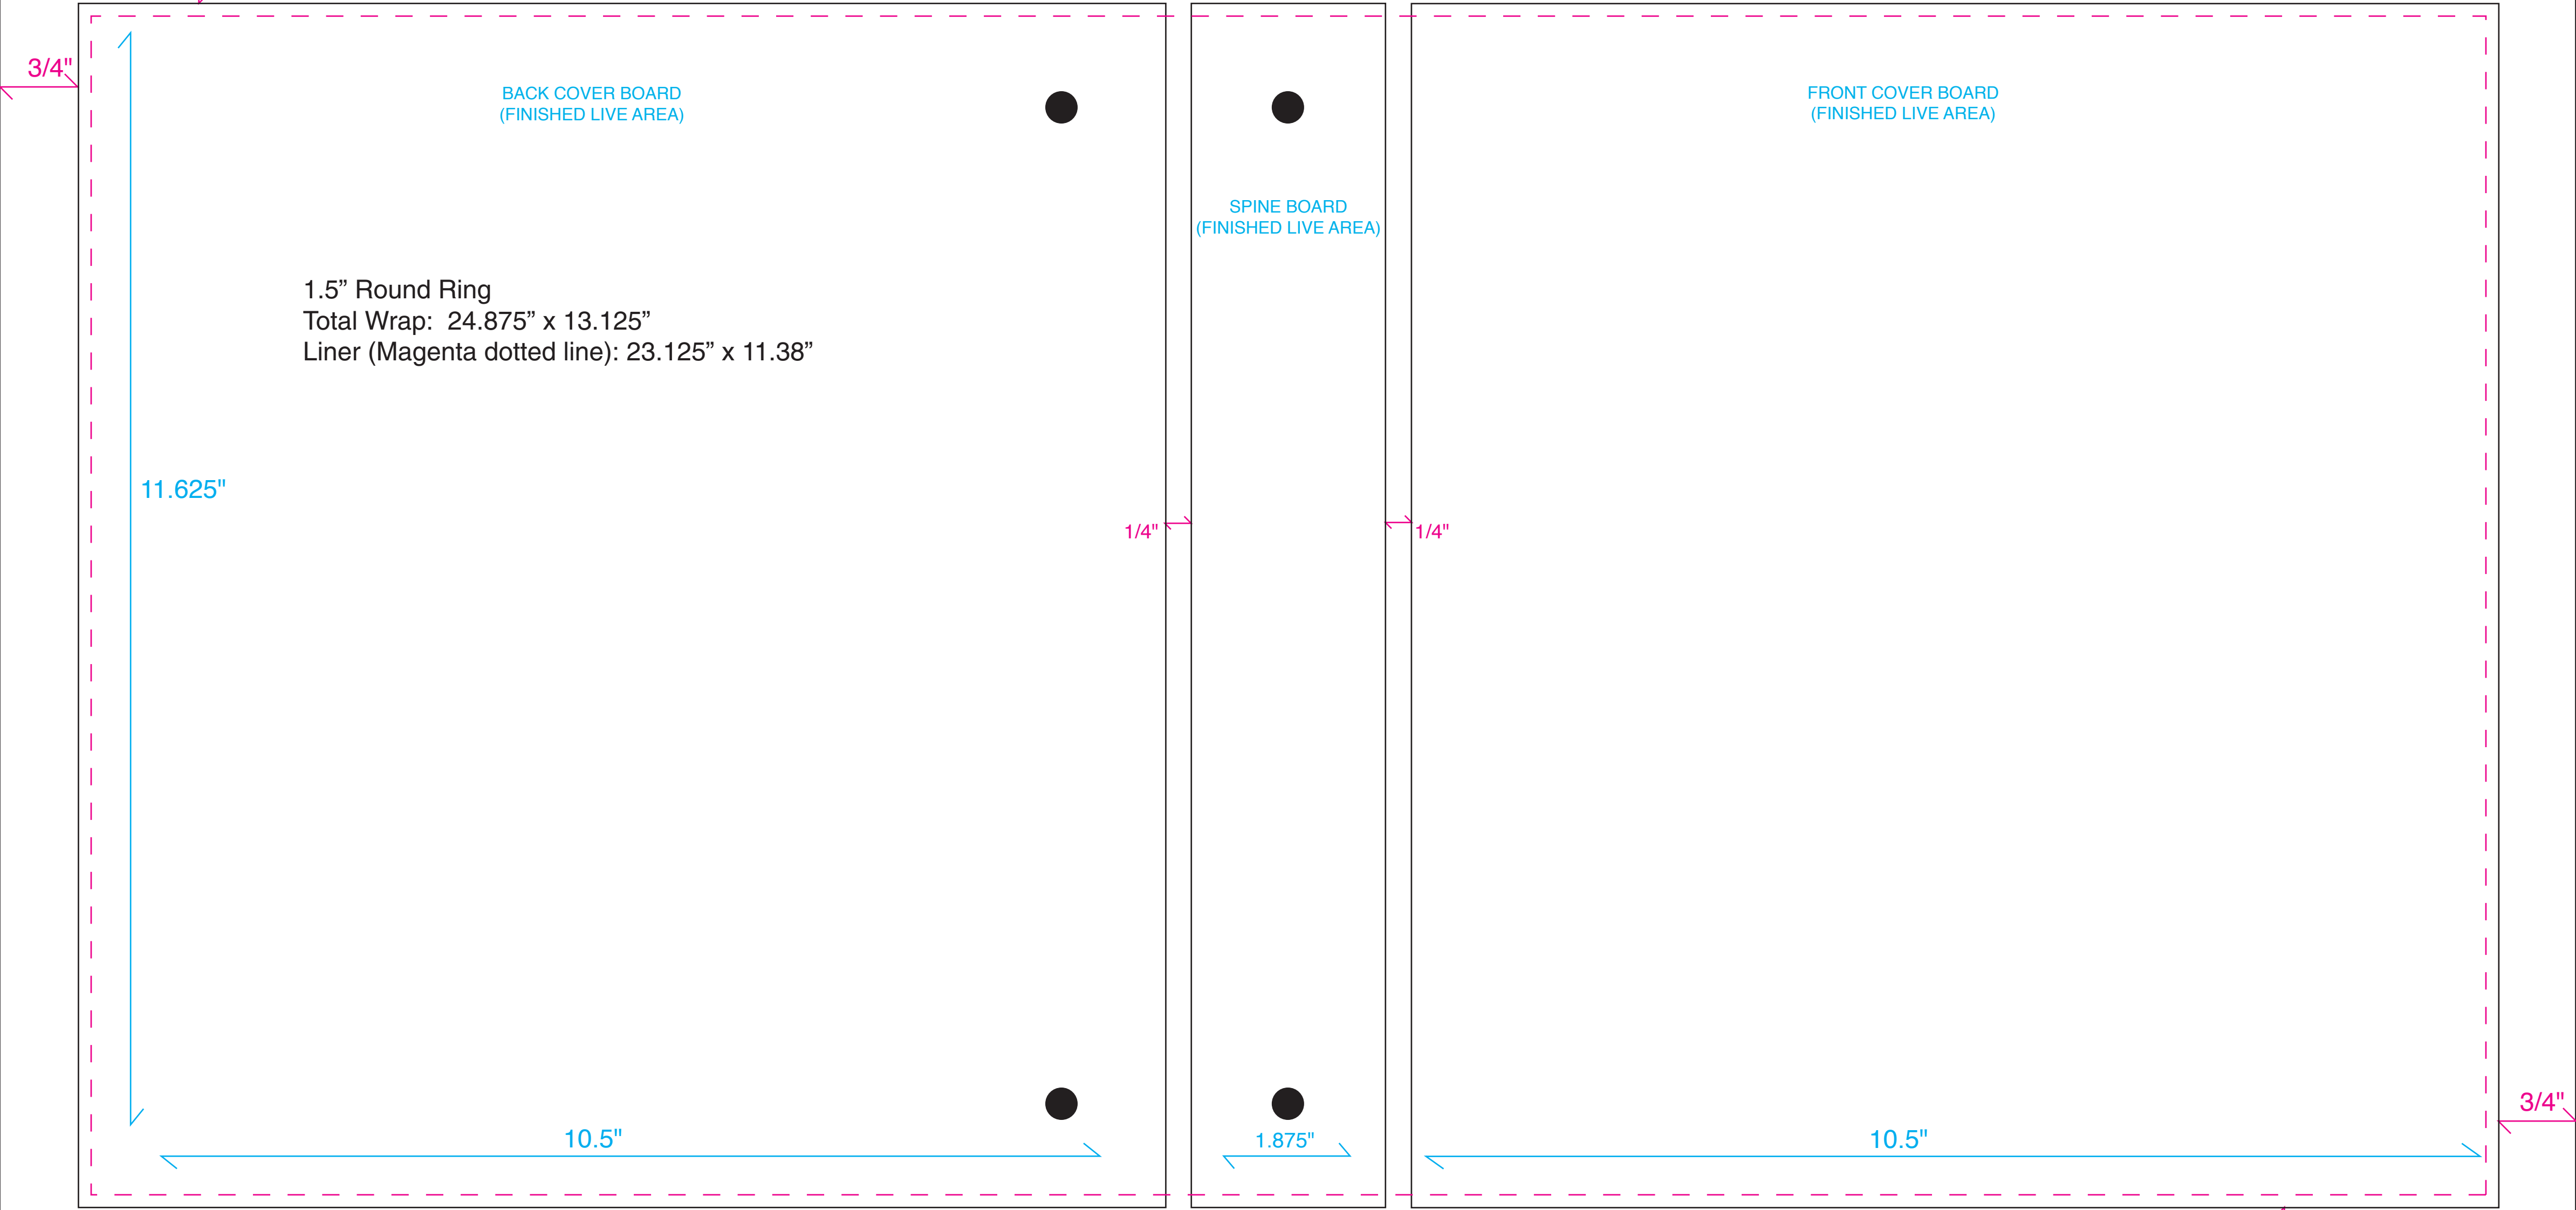 3/4"
BACK COVER BOARD
(FINISHED LIVE AREA)
FRONT COVER BOARD
(FINISHED LIVE AREA)
SPINE BOARD
(FINISHED LIVE AREA)
1.5” Round Ring
Total Wrap:  24.875” x 13.125”
Liner (Magenta dotted line): 23.125” x 11.38”
11.625"
1/4"
1/4"
3/4"
10.5"
1.875"
10.5"